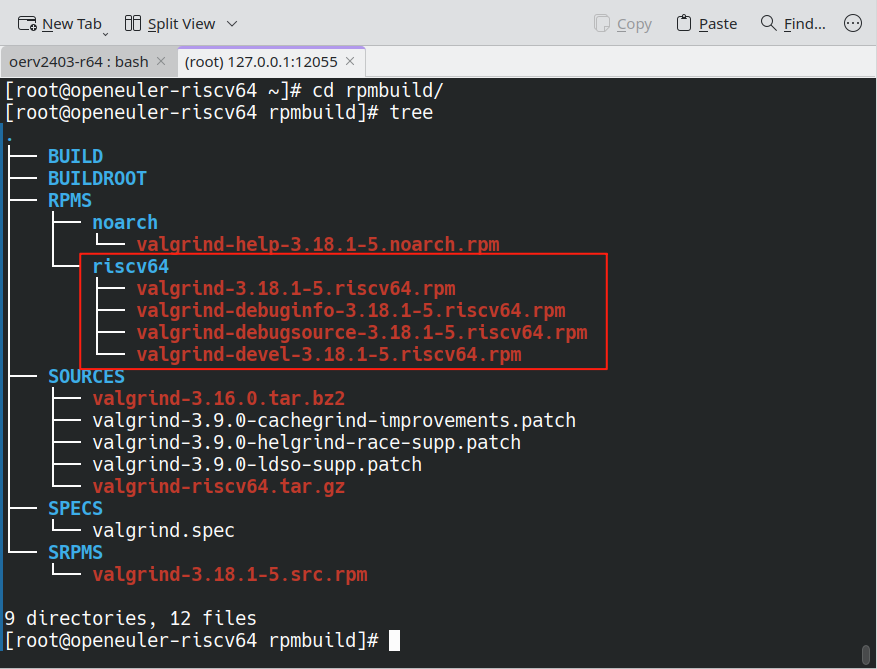 New Tab Split View Copy Paste Find...
oerv2403-r64 : bash (root) 127.0.0.1:12055
[root@openeuler-riscv64 ~]# cd rpmbuild/
[root@openeuler-riscv64 rpmbuild]# tree
.
├── BUILD
├── BUILDROOT
├── RPMS
│   ├── noarch
│   │   └── valgrind-help-3.18.1-5.noarch.rpm
│   └── riscv64
│       ├── valgrind-3.18.1-5.riscv64.rpm
│       ├── valgrind-debuginfo-3.18.1-5.riscv64.rpm
│       ├── valgrind-debugsource-3.18.1-5.riscv64.rpm
│       └── valgrind-devel-3.18.1-5.riscv64.rpm
├── SOURCES
│   ├── valgrind-3.16.0.tar.bz2
│   ├── valgrind-3.9.0-cachegrind-improvements.patch
│   ├── valgrind-3.9.0-helgrind-race-supp.patch
│   ├── valgrind-3.9.0-ldso-supp.patch
│   └── valgrind-riscv64.tar.gz
├── SPECS
│   └── valgrind.spec
└── SRPMS
    └── valgrind-3.18.1-5.src.rpm
9 directories, 12 files
[root@openeuler-riscv64 rpmbuild]#